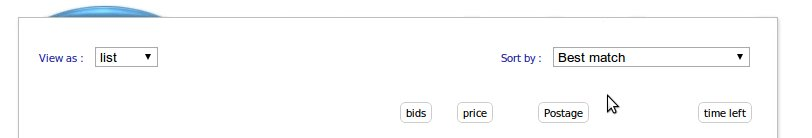 View as : list Sort by : Best match
bids price Postage time left